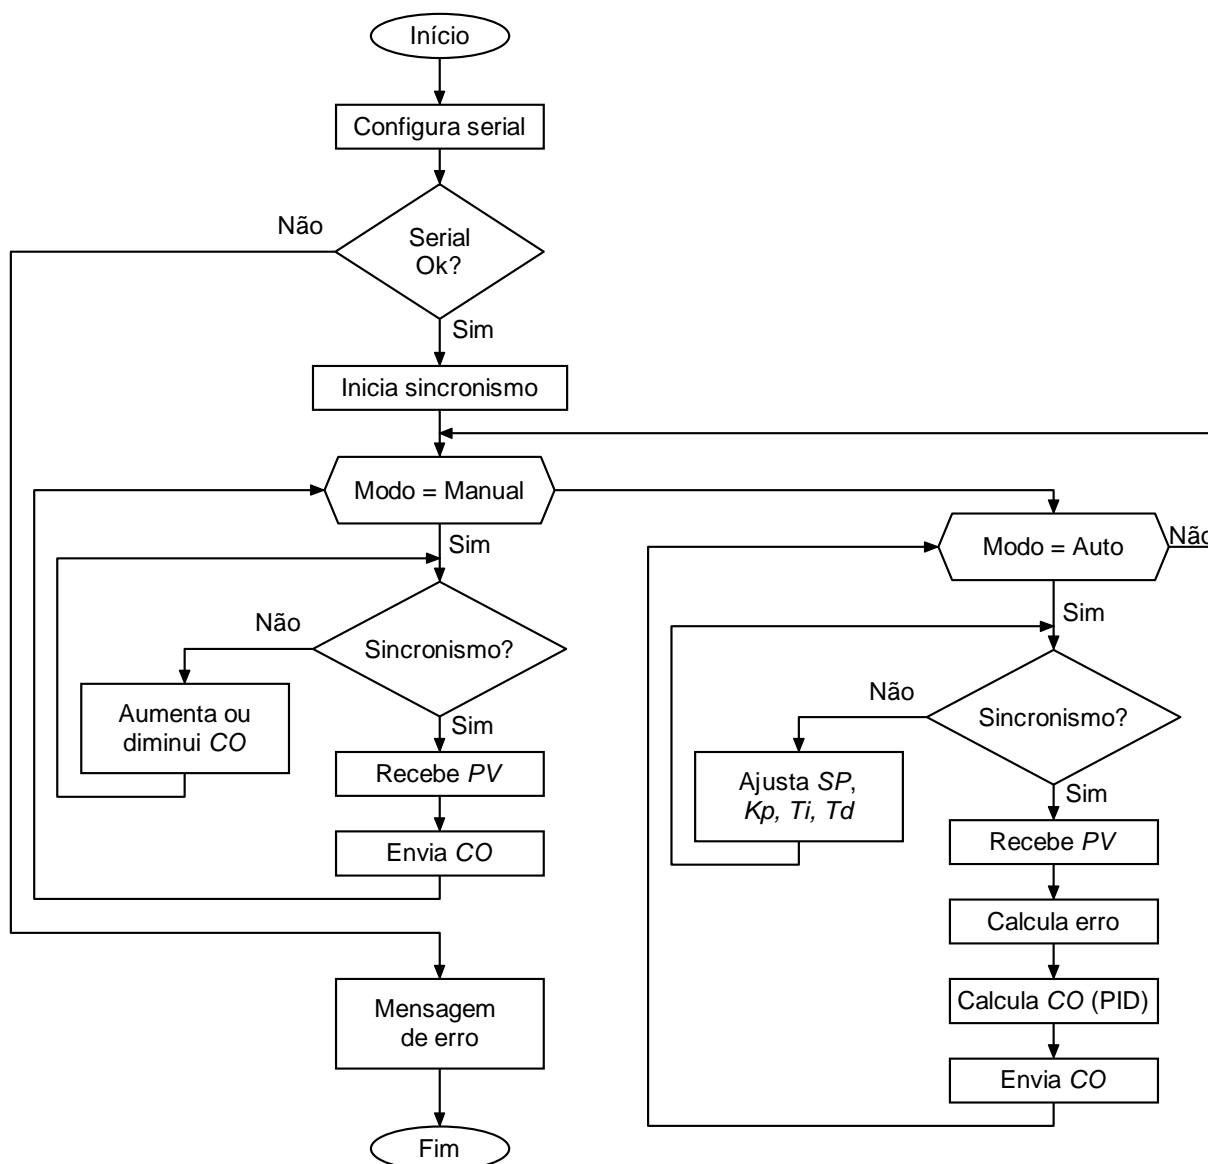 Início
Configura serial
Não
Serial
Ok?
Sim
Inicia sincronismo
Modo = Manual
Sim
Não
Sincronismo?
Aumenta ou
diminui CO
Sim
Recebe PV
Envia CO
Mensagem
de erro
Fim
Modo = Auto
Não
Sim
Não
Sincronismo?
Ajusta SP,
Kp, Ti, Td
Sim
Recebe PV
Calcula erro
Calcula CO (PID)
Envia CO